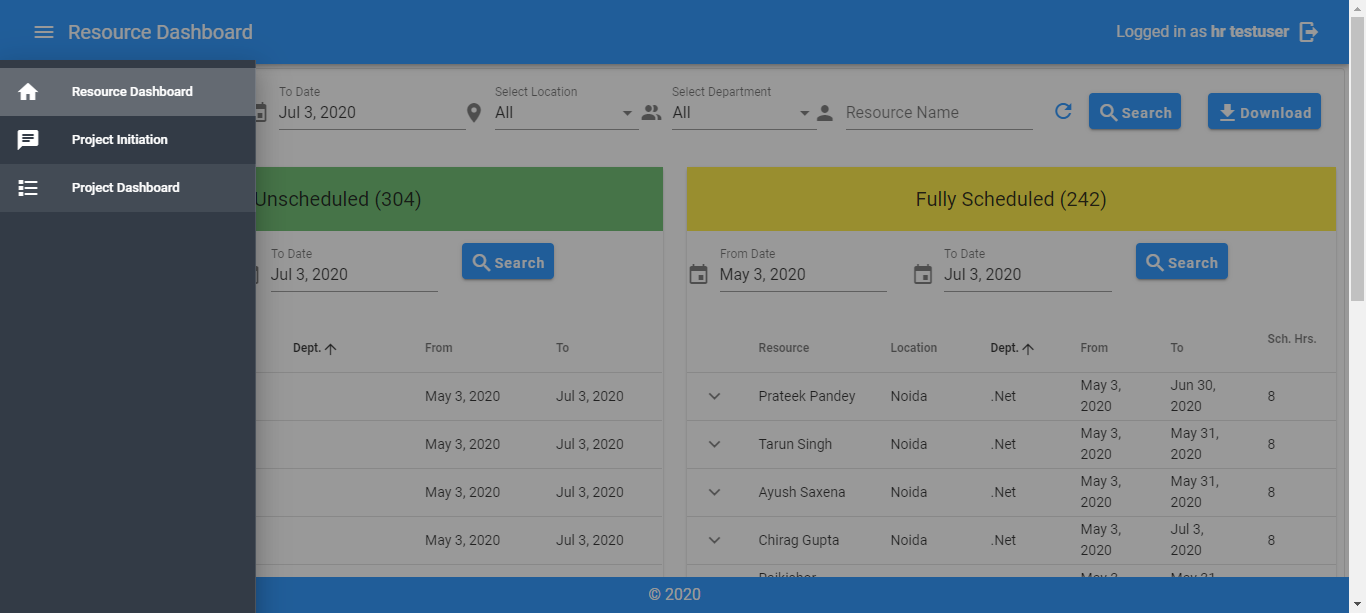 Resource Dashboard
Logged in as hr testuser
Resource Dashboard
Project Initiation
Project Dashboard
To Date
Select Location
Select Department
Jul 3, 2020
All
All
Resource Name
Search
Download
Unscheduled (304)
To Date
Jul 3, 2020
Search
Dept. From To
May 3, 2020 Jul 3, 2020
May 3, 2020 Jul 3, 2020
May 3, 2020 Jul 3, 2020
May 3, 2020 Jul 3, 2020
Fully Scheduled (242)
From Date
To Date
May 3, 2020
Jul 3, 2020
Search
Resource Location Dept. From To Sch. Hrs.
Prateek Pandey Noida .Net May 3, 2020 Jun 30, 2020 8
Tarun Singh Noida .Net May 3, 2020 May 31, 2020 8
Ayush Saxena Noida .Net May 3, 2020 May 31, 2020 8
Chirag Gupta Noida .Net May 3, 2020 Jul 3, 2020 8
May 3, May 31,
© 2020